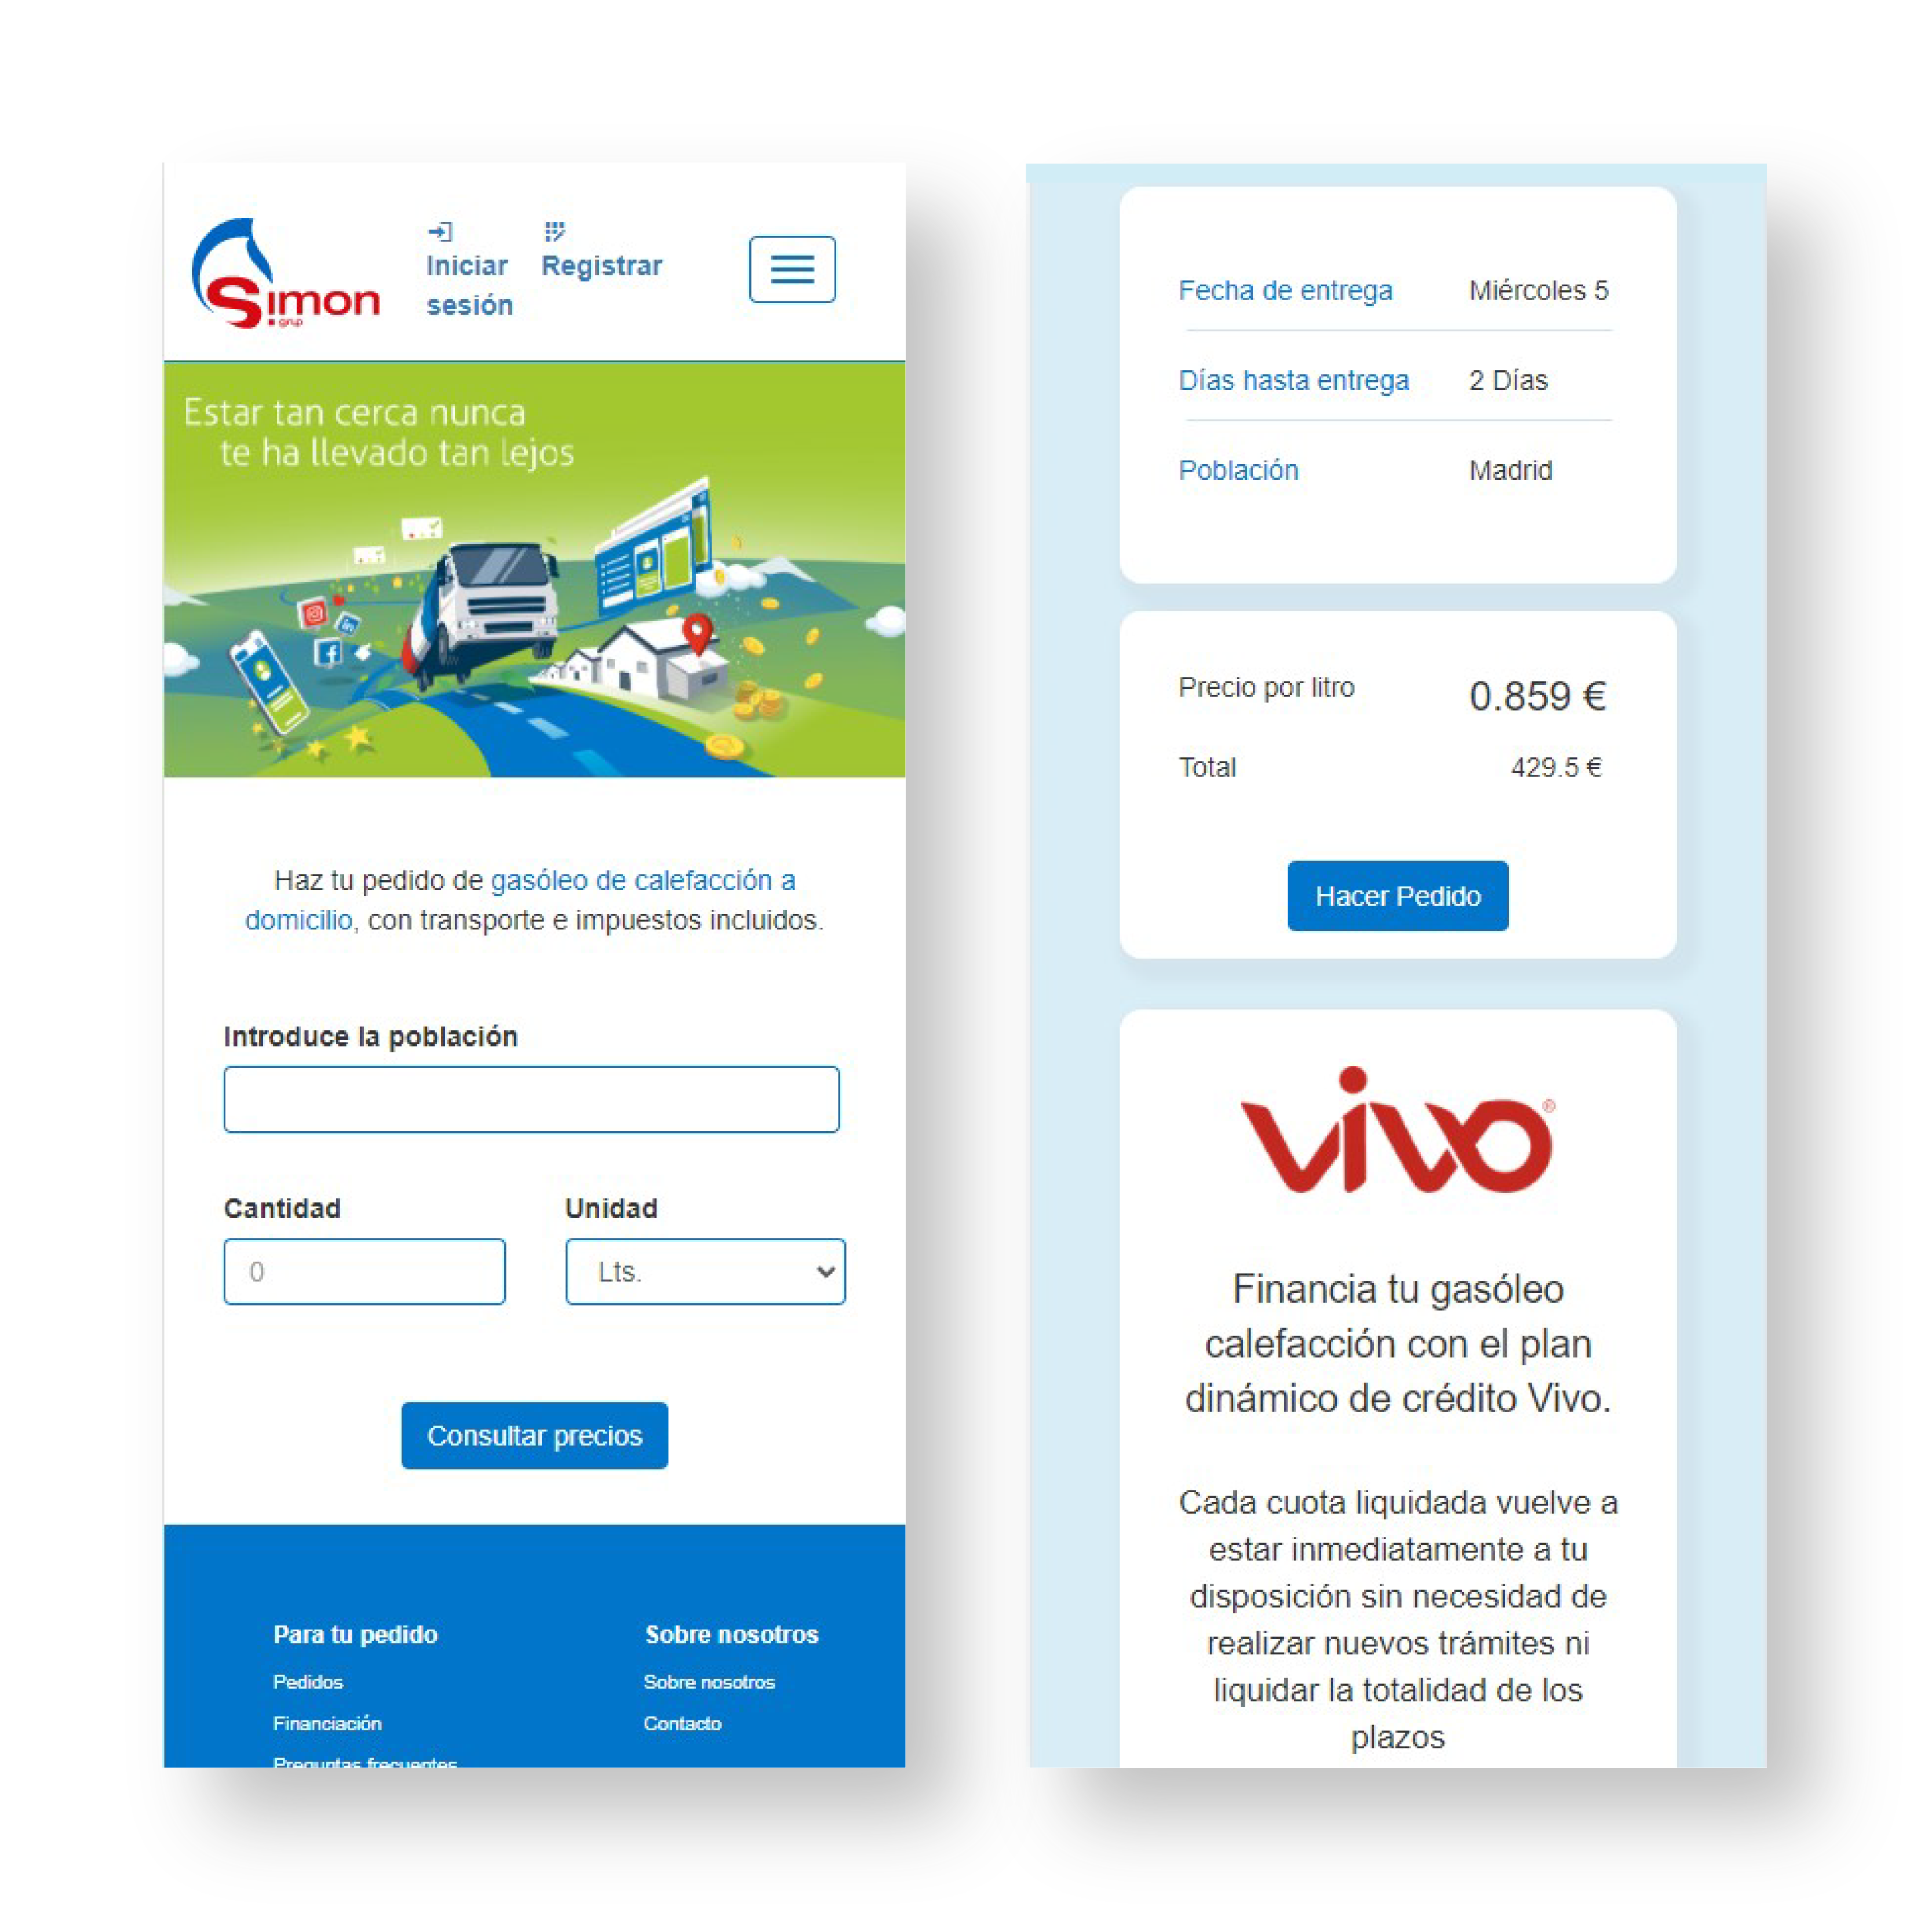 Simon
grup
Iniciar sesión
Registrar
Estar tan cerca nunca
te ha llevado tan lejos
Haz tu pedido de gasóleo de calefacción a
domicilio, con transporte e impuestos incluidos.
Introduce la población
Cantidad
Unidad
0
Lts.
Consultar precios
Para tu pedido
Pedidos
Financiación
Preguntas frecuentes
Sobre nosotros
Sobre nosotros
Contacto
Fecha de entrega Miércoles 5
Días hasta entrega 2 Días
Población Madrid
Precio por litro 0.859 €
Total 429.5 €
Hacer Pedido
vivo®
Financia tu gasóleo
calefacción con el plan
dinámico de crédito Vivo.
Cada cuota liquidada vuelve a
estar inmediatamente a tu
disposición sin necesidad de
realizar nuevos trámites ni
liquidar la totalidad de los
plazos